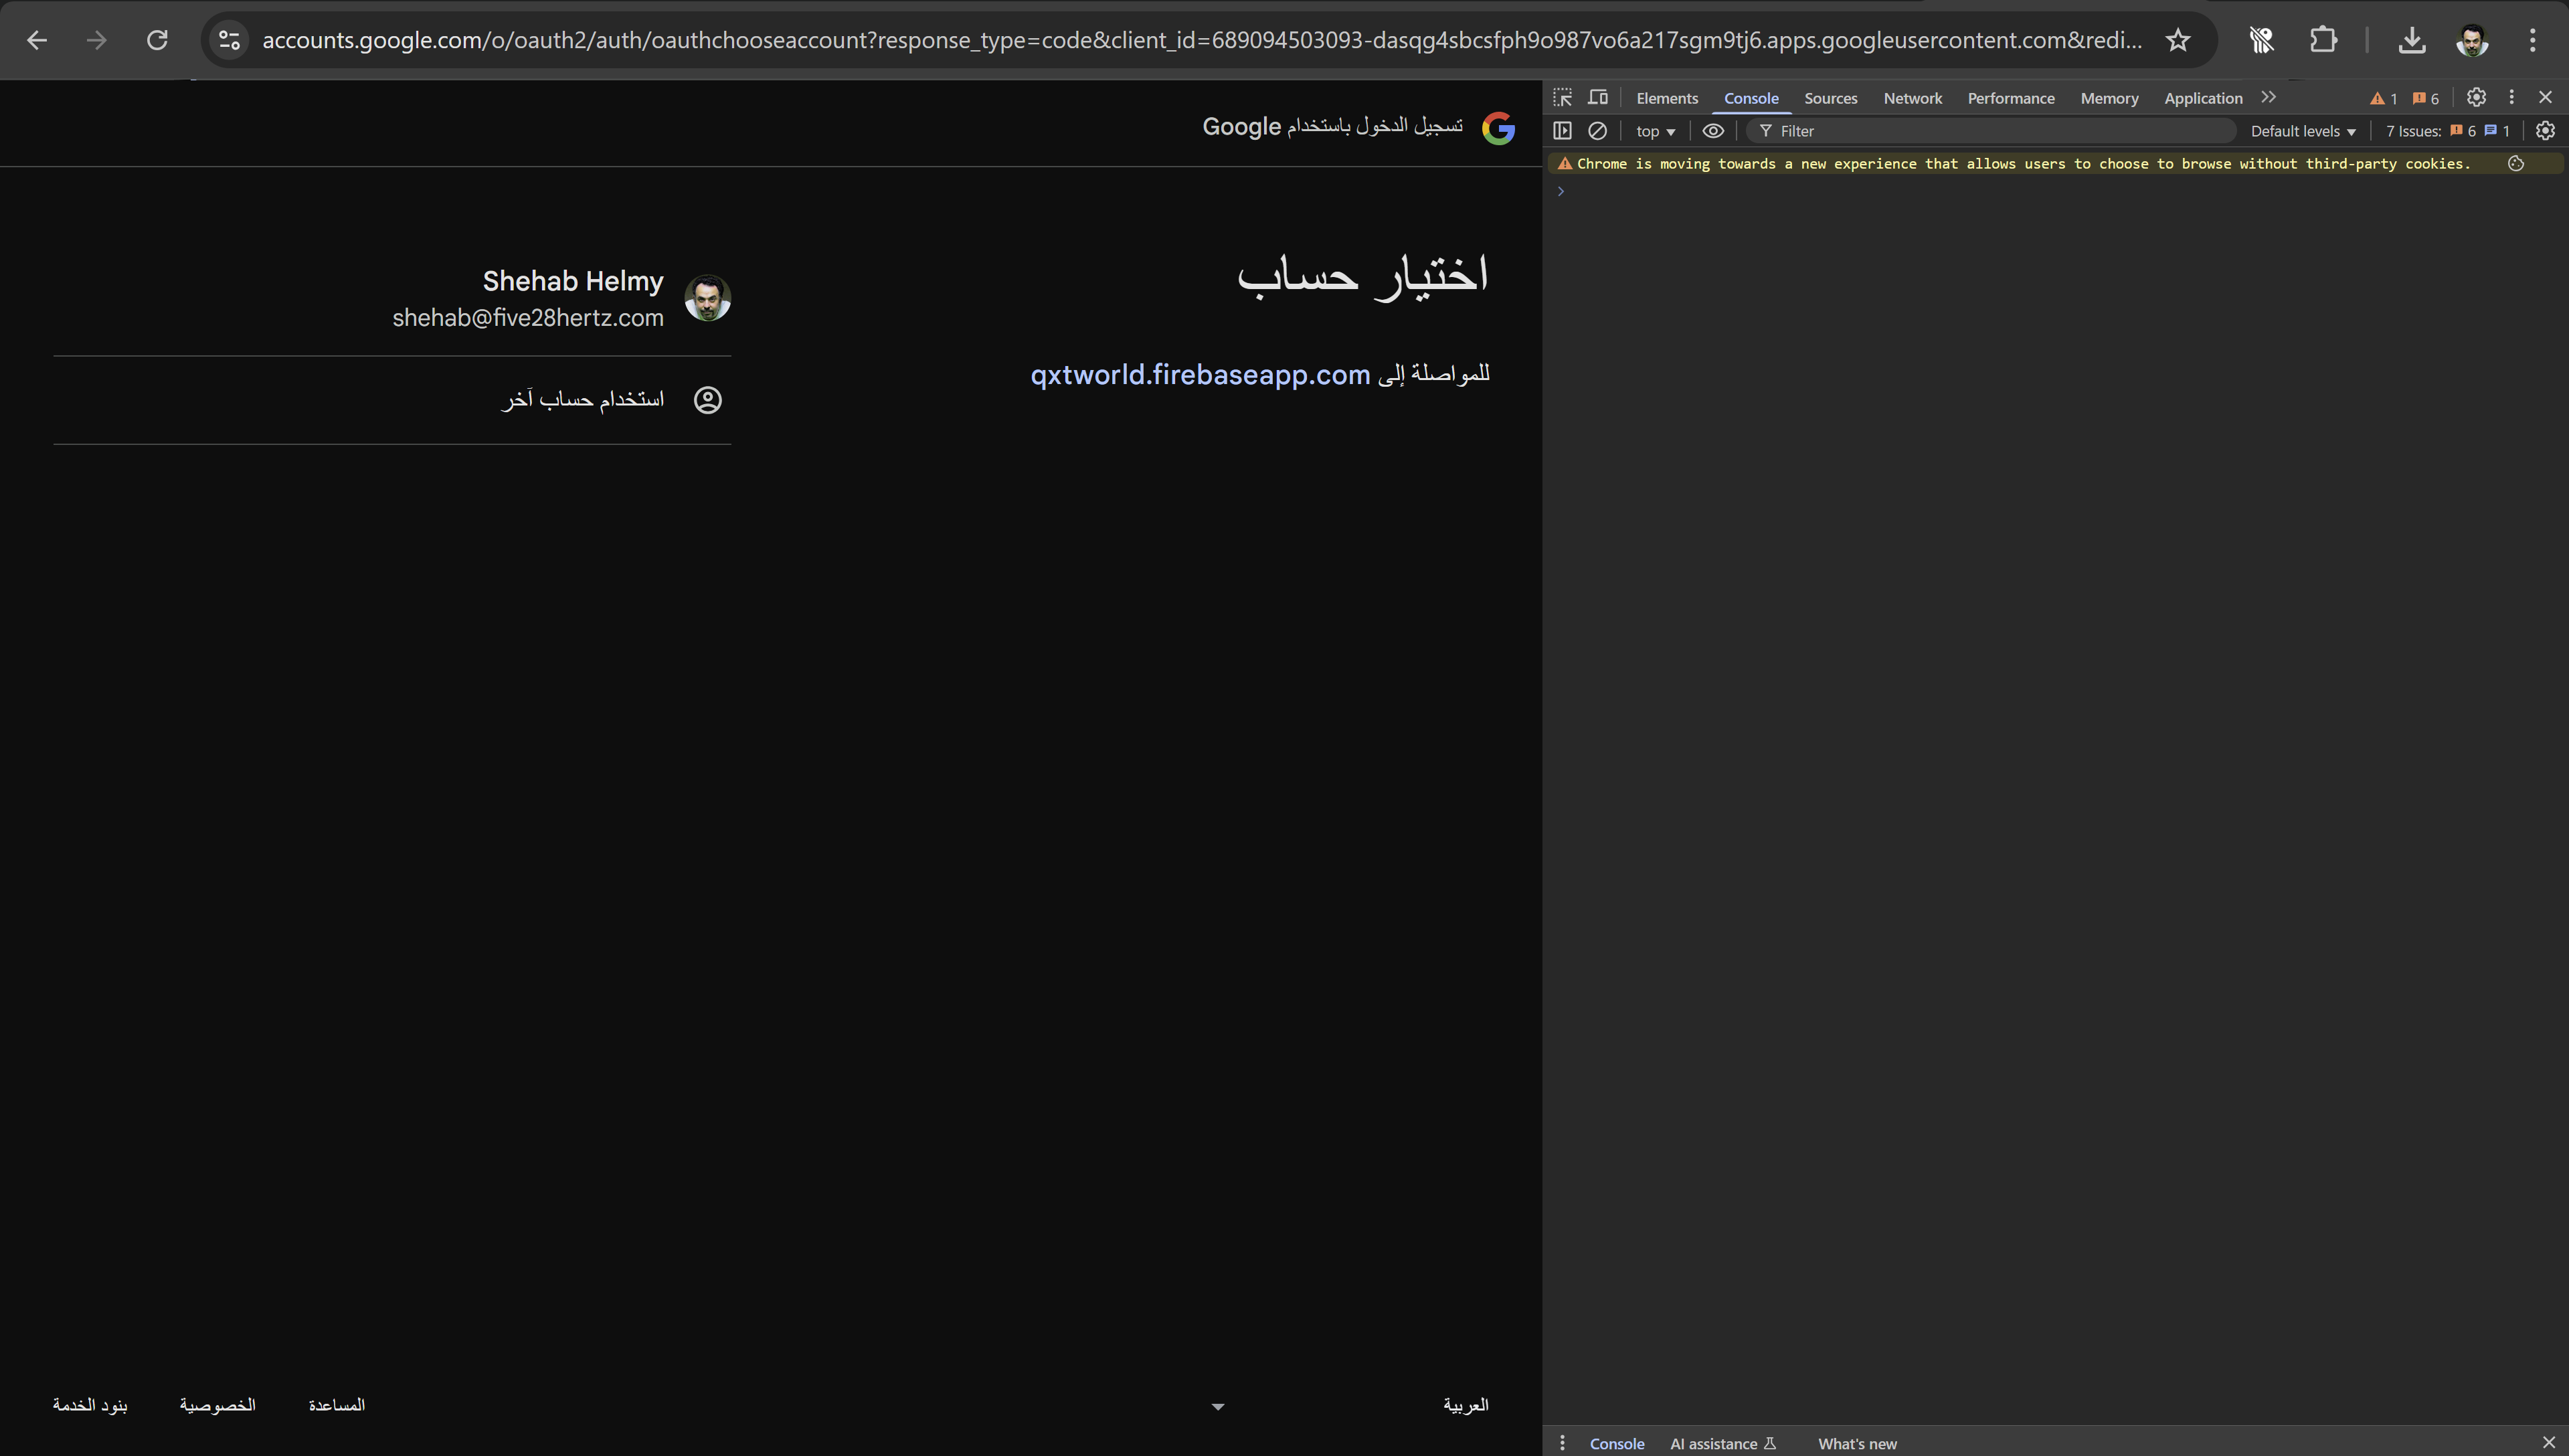 accounts.google.com/o/oauth2/auth/oauthchooseaccount?response_type=code&client_id=689094503093-dasqg4sbcsfph9o987vo6a217sgm9tj6.apps.googleusercontent.com&redi...
تسجيل الدخول باستخدام Google
اختيار حساب
للمواصلة إلى qxtworld.firebaseapp.com
Shehab Helmy
shehab@five28hertz.com
استخدام حساب آخر
العربية
المساعدة
الخصوصية
بنود الخدمة
Elements Console Sources Network Performance Memory Application 1 6
top Filter Default levels 7 Issues: 6 1
Chrome is moving towards a new experience that allows users to choose to browse without third-party cookies.
Console AI assistance What's new